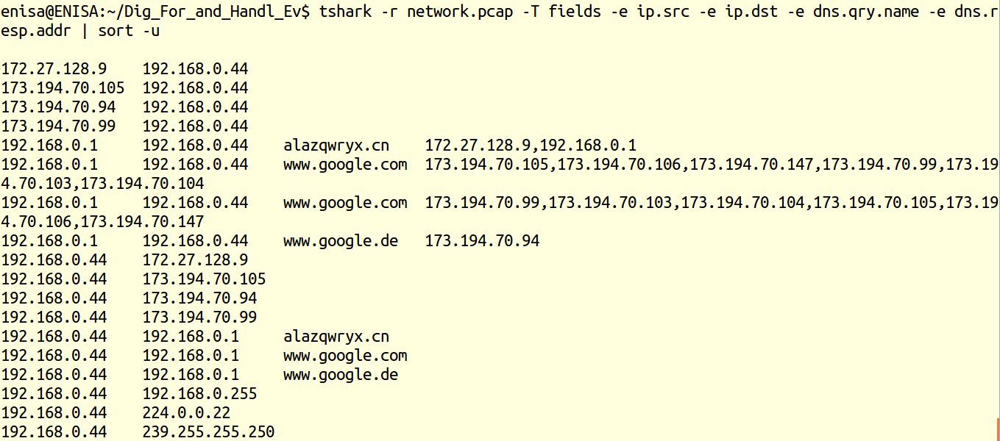 enisa@ENISA:~/Dig_For_and_Handl_Ev$ tshark -r network.pcap -T fields -e ip.src -e ip.dst -e dns.qry.name -e dns.r
esp.addr | sort -u
172.27.128.9 192.168.0.44
173.194.70.105 192.168.0.44
173.194.70.94 192.168.0.44
173.194.70.99 192.168.0.44
192.168.0.1 192.168.0.44 alazqwryx.cn 172.27.128.9,192.168.0.1
192.168.0.1 192.168.0.44 www.google.com 173.194.70.105,173.194.70.106,173.194.70.147,173.194.70.99,173.19
4.70.103,173.194.70.104
192.168.0.1 192.168.0.44 www.google.com 173.194.70.99,173.194.70.103,173.194.70.104,173.194.70.105,173.19
4.70.106,173.194.70.147
192.168.0.1 192.168.0.44 www.google.de 173.194.70.94
192.168.0.44 172.27.128.9
192.168.0.44 173.194.70.105
192.168.0.44 173.194.70.94
192.168.0.44 173.194.70.99
192.168.0.44 192.168.0.1 alazqwryx.cn
192.168.0.44 192.168.0.1 www.google.com
192.168.0.44 192.168.0.1 www.google.de
192.168.0.44 192.168.0.255
192.168.0.44 224.0.0.22
192.168.0.44 239.255.255.250